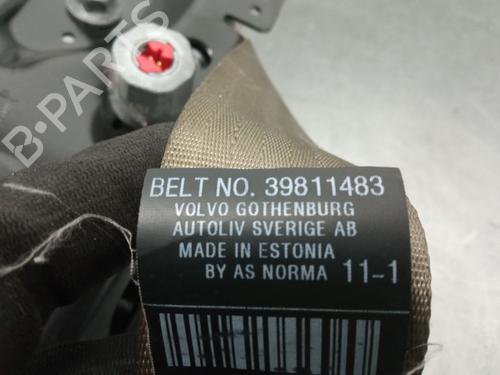 B-PARTS
BELT NO. 39811483
VOLVO GOTHENBURG
AUTOLIV SVERIGE AB
MADE IN ESTONIA
BY AS NORMA 11-1